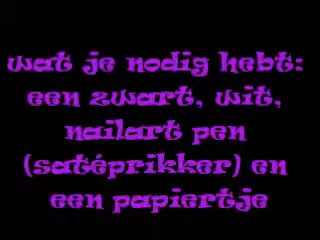 wat je nodig hebt:
een zwart, wit,
nailart pen
(satéprikker) en
een papiertje